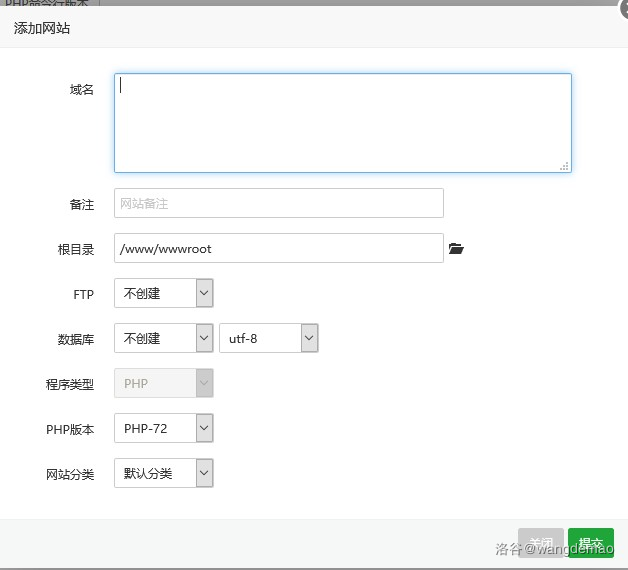 PHP命令行版本
添加网站
域名
备注 网站备注
根目录 /www/wwwroot
FTP 不创建
数据库 不创建 utf-8
程序类型 PHP
PHP版本 PHP-72
网站分类 默认分类
关闭 提交
洛谷@wangdemao